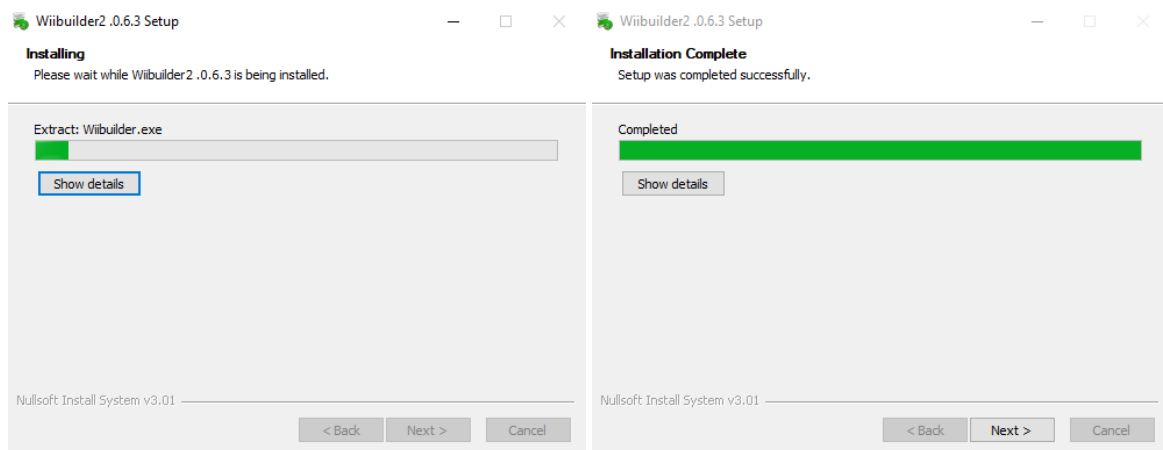 Wiibuilder2 .0.6.3 Setup
Installing
Please wait while Wiibuilder2 .0.6.3 is being installed.
Extract: Wiibuilder.exe
Show details
Nullsoft Install System v3.01
< Back
Next >
Cancel
Wiibuilder2 .0.6.3 Setup
Installation Complete
Setup was completed successfully.
Completed
Show details
Nullsoft Install System v3.01
< Back
Next >
Cancel